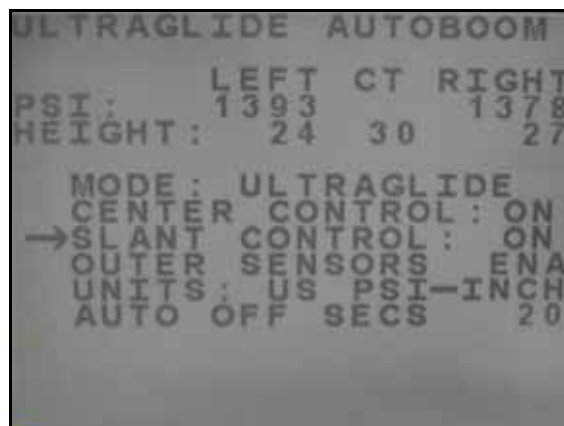 ULTRAGLIDE AUTOBOOM
LEFT CT RIGHT
PSI: 1393 1378
HEIGHT: 24 30 27
MODE: ULTRAGLIDE
CENTER CONTROL: ON
→SLANT CONTROL: ON
OUTER SENSORS ENA
UNITS: US PSI-INCH
AUTO OFF SECS 20